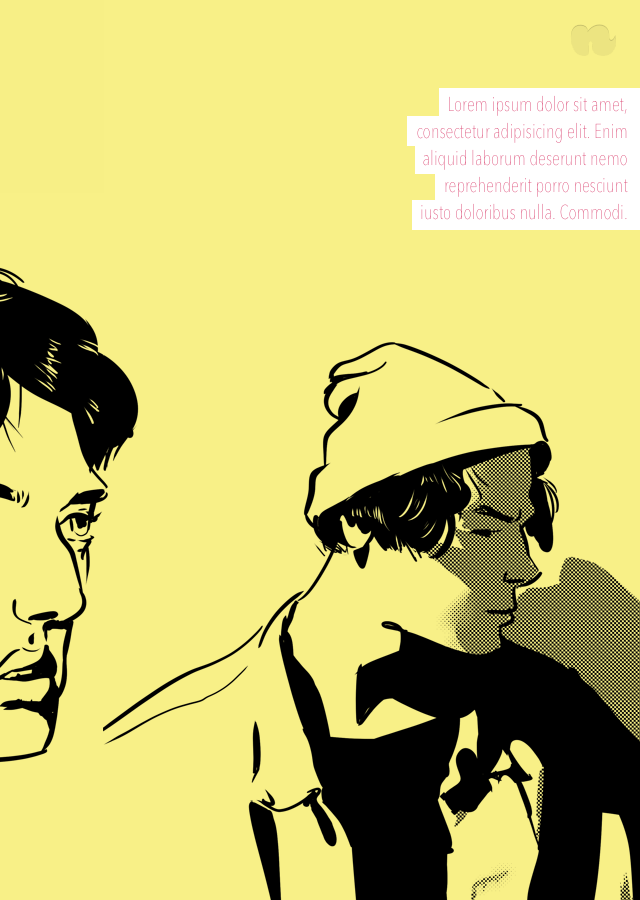 Lorem ipsum dolor sit amet,
consectetur adipisicing elit. Enim
aliquid laborum deserunt nemo
reprehenderit porro nesciunt
iusto doloribus nulla. Commodi.